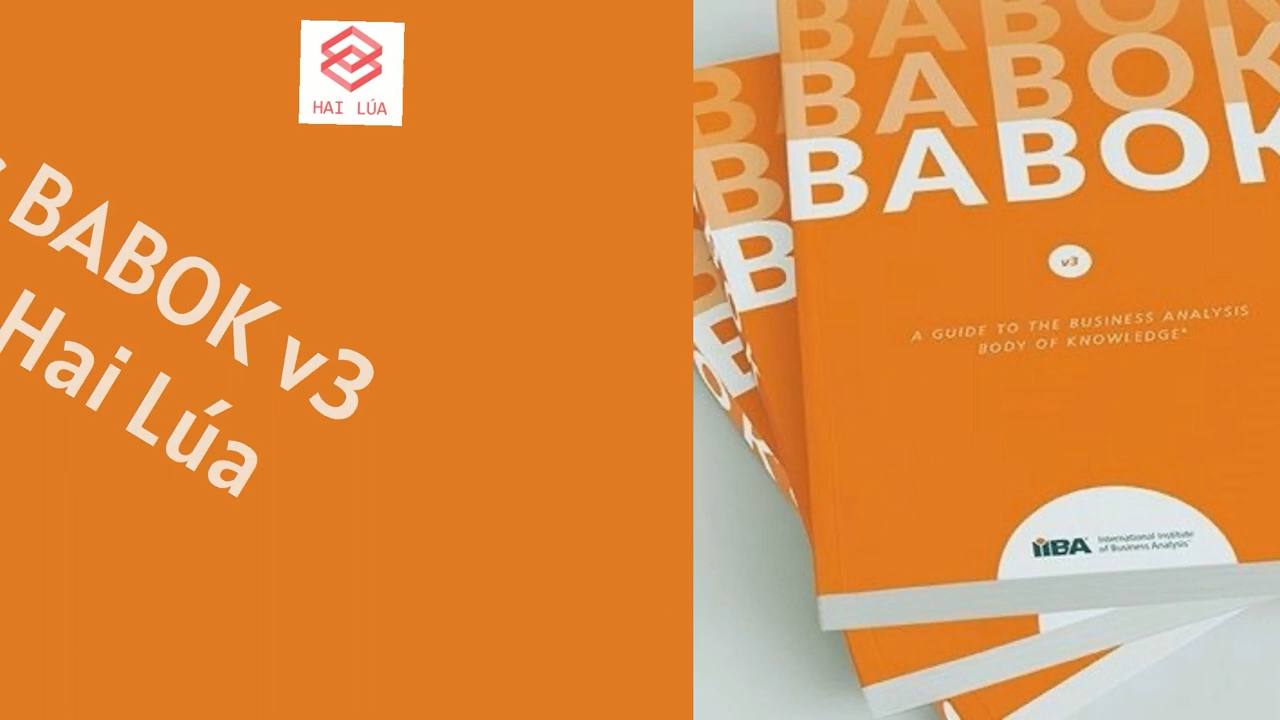 HAI LÚA
BABOK v3
Hai Lúa
BABOK
BABOK
BABOK
v3
A GUIDE TO THE BUSINESS ANALYSIS
BODY OF KNOWLEDGE®
iiBA® International Institute
of Business Analysis™